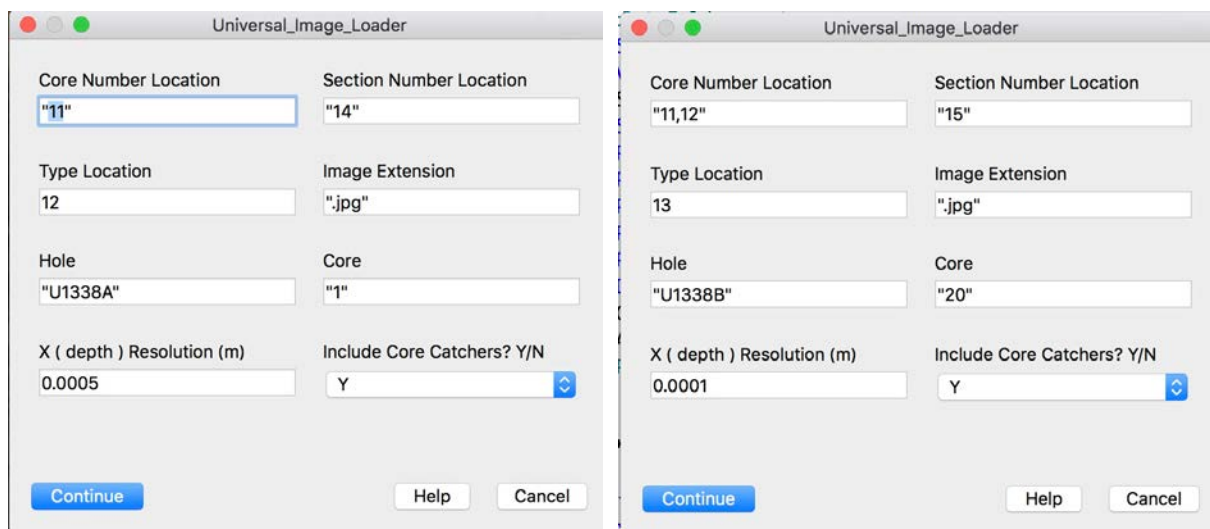 Universal_Image_Loader
Core Number Location
Section Number Location
"11"
"14"
Type Location
Image Extension
12
".jpg"
Hole
Core
"U1338A"
"1"
X ( depth ) Resolution (m)
Include Core Catchers? Y/N
0.0005
Y
Continue
Help
Cancel
Universal_Image_Loader
Core Number Location
Section Number Location
"11,12"
"15"
Type Location
Image Extension
13
".jpg"
Hole
Core
"U1338B"
"20"
X ( depth ) Resolution (m)
Include Core Catchers? Y/N
0.0001
Y
Continue
Help
Cancel